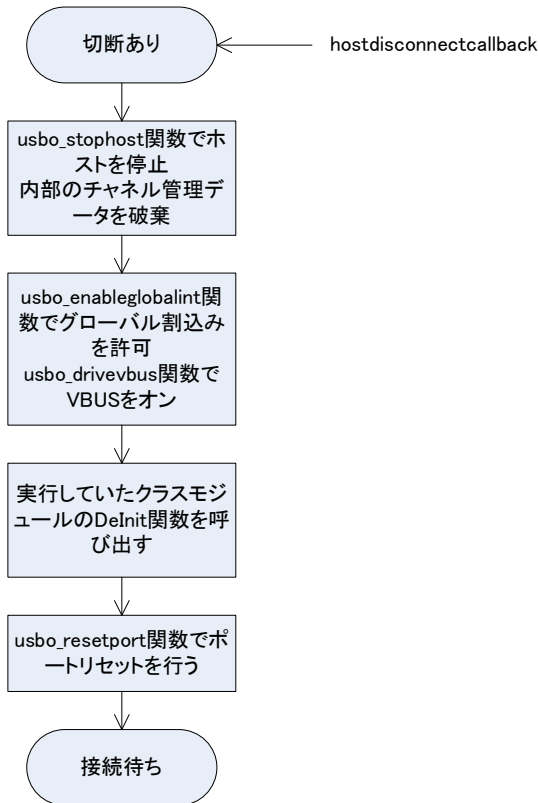 切断あり
hostdisconnectcallback
usbo_stophost関数でホ
ストを停止
内部のチャネル管理デ
ータを破棄
usbo_enableglobalint関
数でグローバル割込み
を許可
usbo_drivevbus関数で
VBUSをオン
実行していたクラスモジ
ュールのDeInit関数を呼
び出す
usbo_resetport関数でポ
ートリセットを行う
接続待ち